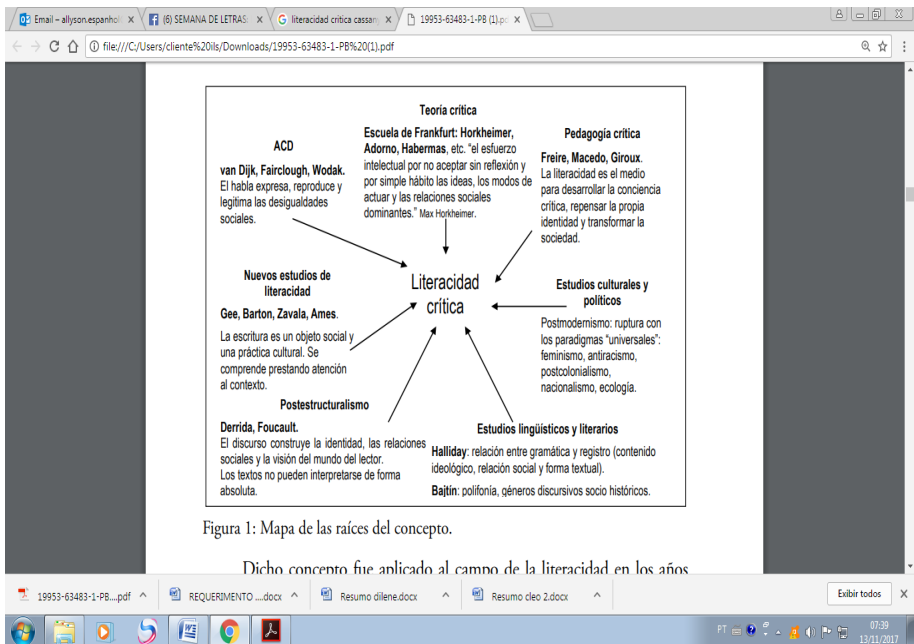 Email – allyson.espanhol
(6) SEMANA DE LETRAS:
literacidad critica cassan
19953-63483-1-PB (1).pc
file:///C:/Users/cliente%20ils/Downloads/19953-63483-1-PB%20(1).pdf
Teoría crítica
Escuela de Frankfurt: Horkheimer,
Adorno, Habermas, etc. “el esfuerzo
intelectual por no aceptar sin reflexión y
por simple hábito las ideas, los modos de
actuar y las relaciones sociales
dominantes.” Max Horkheimer.
ACD
van Dijk, Fairclough, Wodak.
El habla expresa, reproduce y
legitima las desigualdades
sociales.
Pedagogía crítica
Freire, Macedo, Giroux.
La literacidad es el medio
para desarrollar la conciencia
crítica, repensar la propia
identidad y transformar la
sociedad.
Literacidad
crítica
Nuevos estudios de
literacidad
Gee, Barton, Zavala, Ames.
La escritura es un objeto social y
una práctica cultural. Se
comprende prestando atención
al contexto.
Estudios culturales y
políticos
Postmodernismo: ruptura con
los paradigmas “universales”:
feminismo, antiracismo,
postcolonialismo,
nacionalismo, ecología.
Postestructuralismo
Derrida, Foucault.
El discurso construye la identidad, las relaciones
sociales y la visión del mundo del lector.
Los textos no pueden interpretarse de forma
absoluta.
Estudios lingüísticos y literarios
Halliday: relación entre gramática y registro (contenido
ideológico, relación social y forma textual).
Bajtín: polifonía, géneros discursivos socio históricos.
Figura 1: Mapa de las raíces del concepto.
Dicho concepto fue aplicado al campo de la literacidad en los años
19953-63483-1-PB....pdf
REQUERIMENTO ....docx
Resumo dilene.docx
Resumo cleo 2.docx
Exibir todos
PT
07:39
13/11/2017